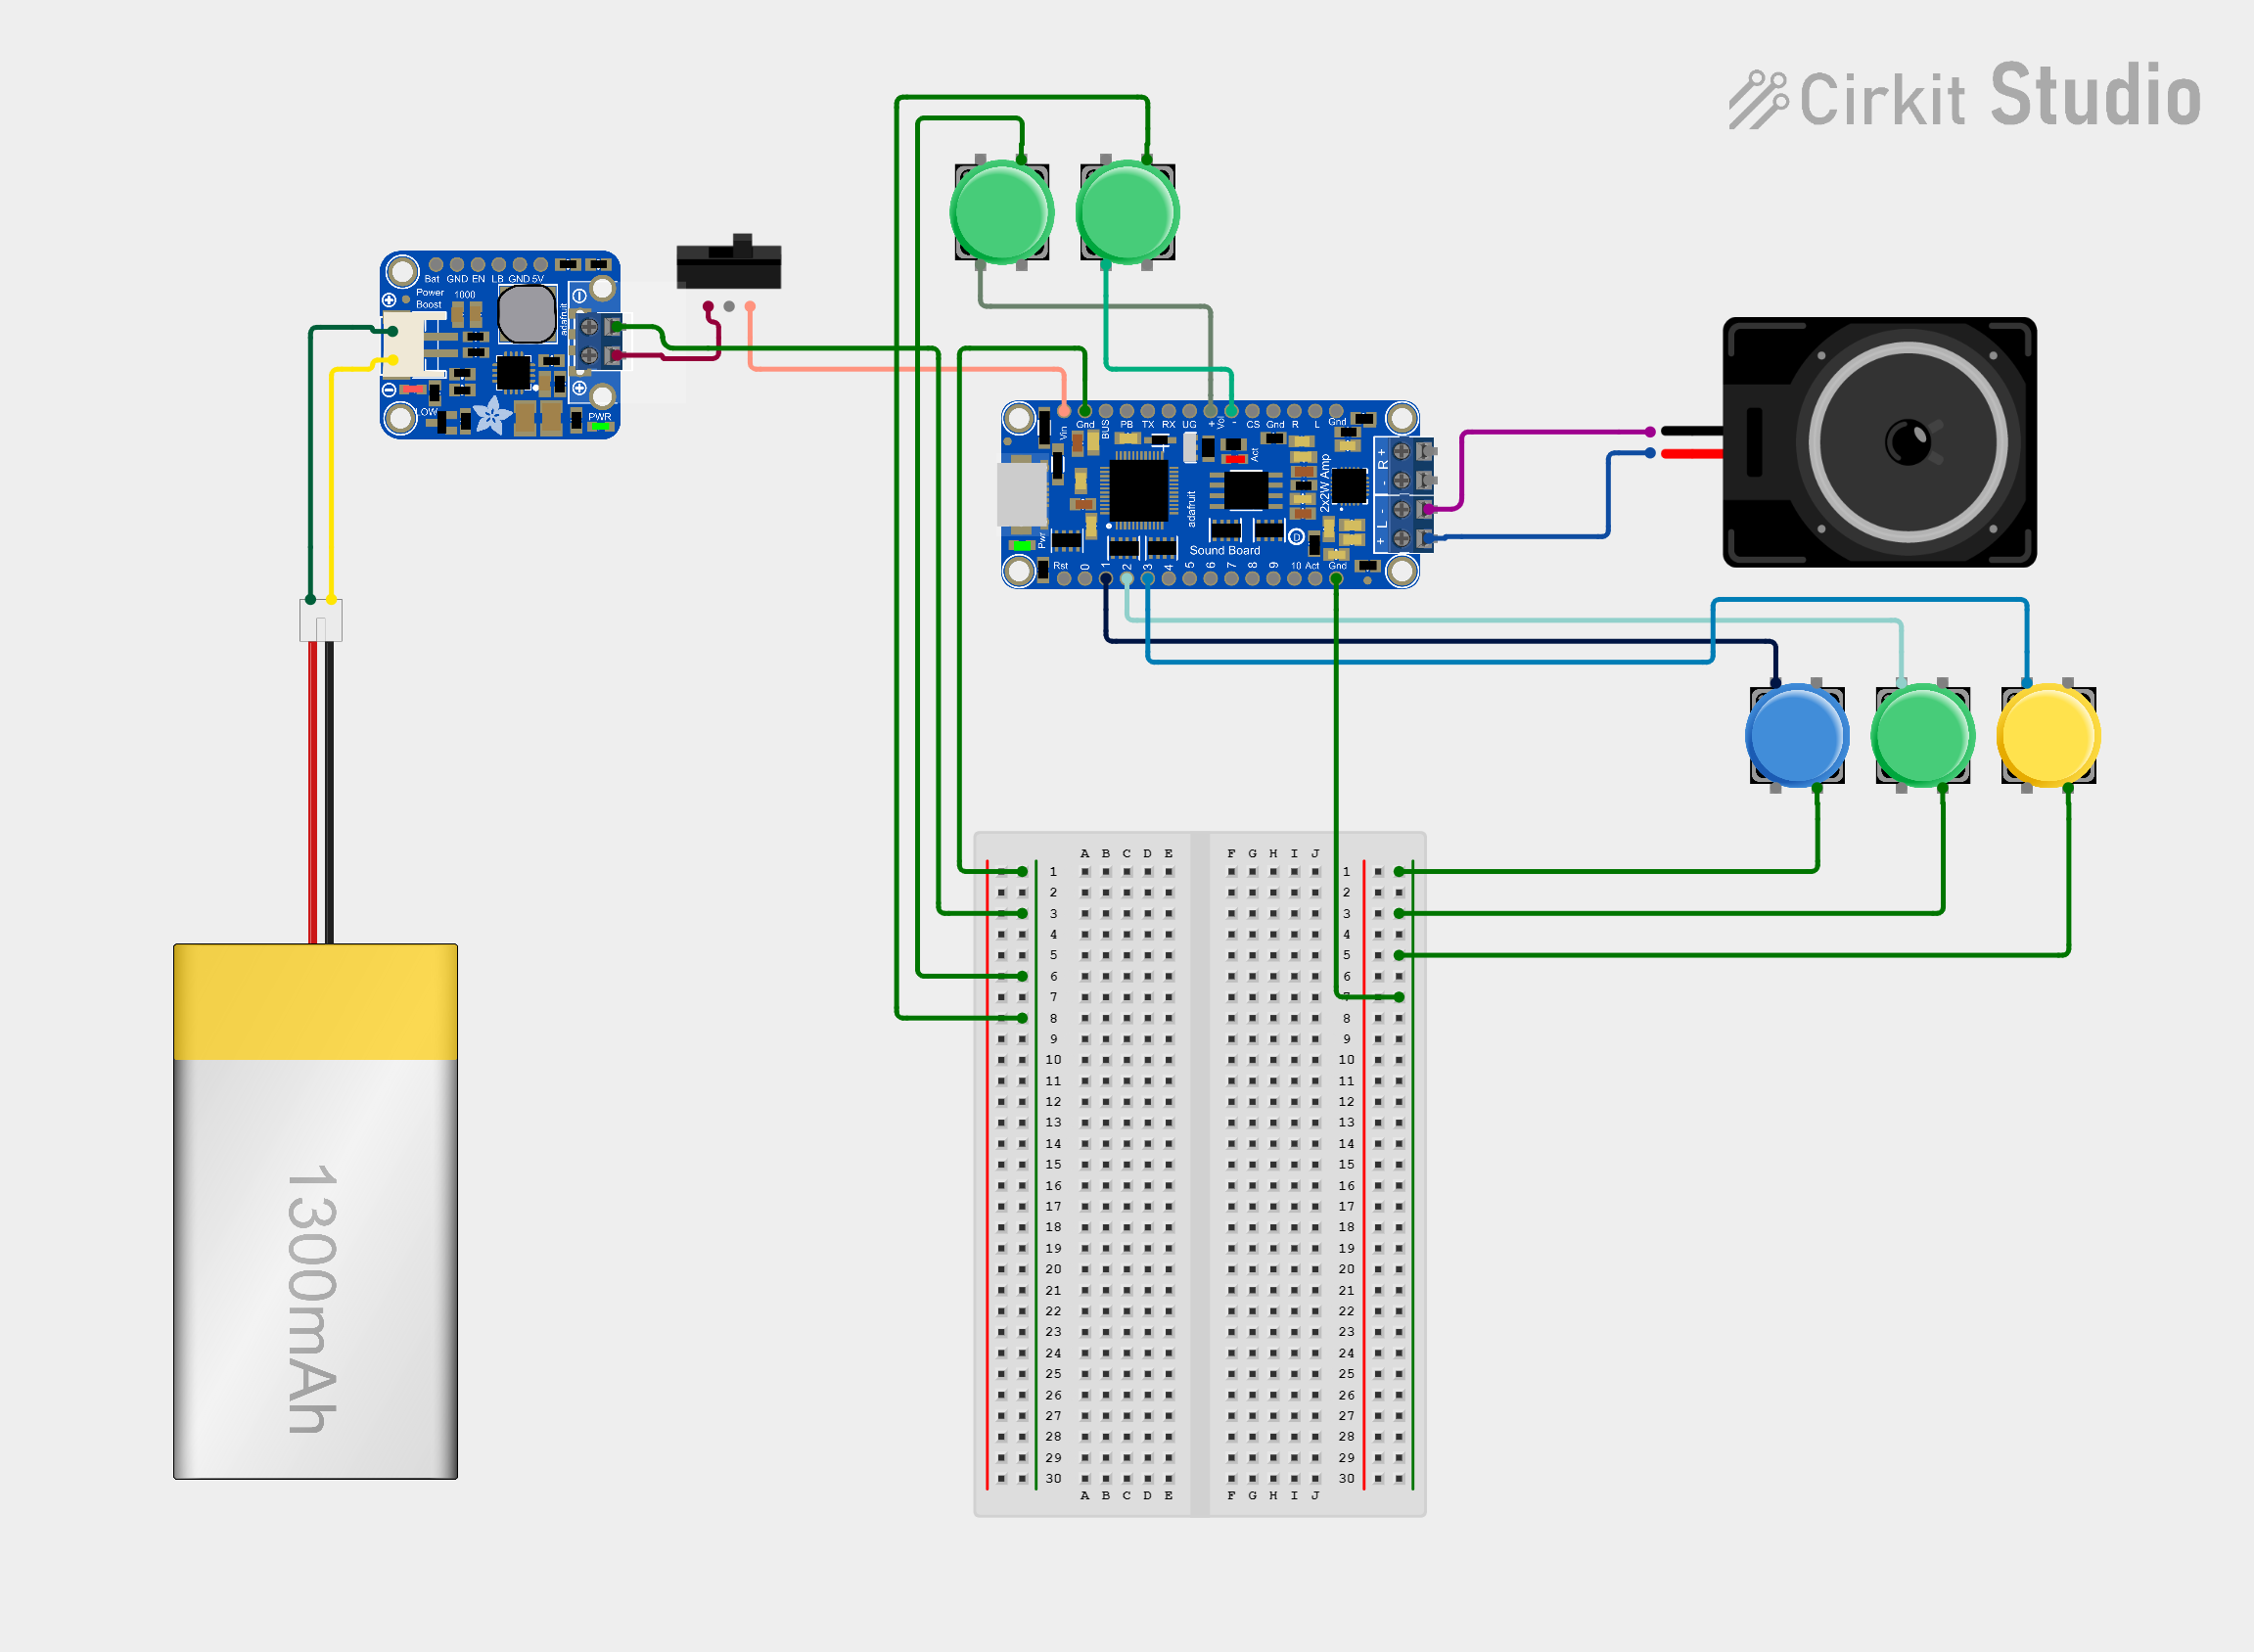 Cirkit Studio
Bat GND EN LB GND 5V
Power
Boost
1000
adafruit
LOW
PWR
Vin Gnd BUS PB TX RX UG + Vol - CS Gnd R L Gnd
Act
2x2W Amp
R + -
L - +
adafruit
Pwr
Sound Board
D
Rst 0 1 2 3 4 5 6 7 8 9 10 Act Gnd
1300mAh
A B C D E F G H I J
1 1
2 2
3 3
4 4
5 5
6 6
7 7
8 8
9 9
10 10
11 11
12 12
13 13
14 14
15 15
16 16
17 17
18 18
19 19
20 20
21 21
22 22
23 23
24 24
25 25
26 26
27 27
28 28
29 29
30 30
A B C D E F G H I J